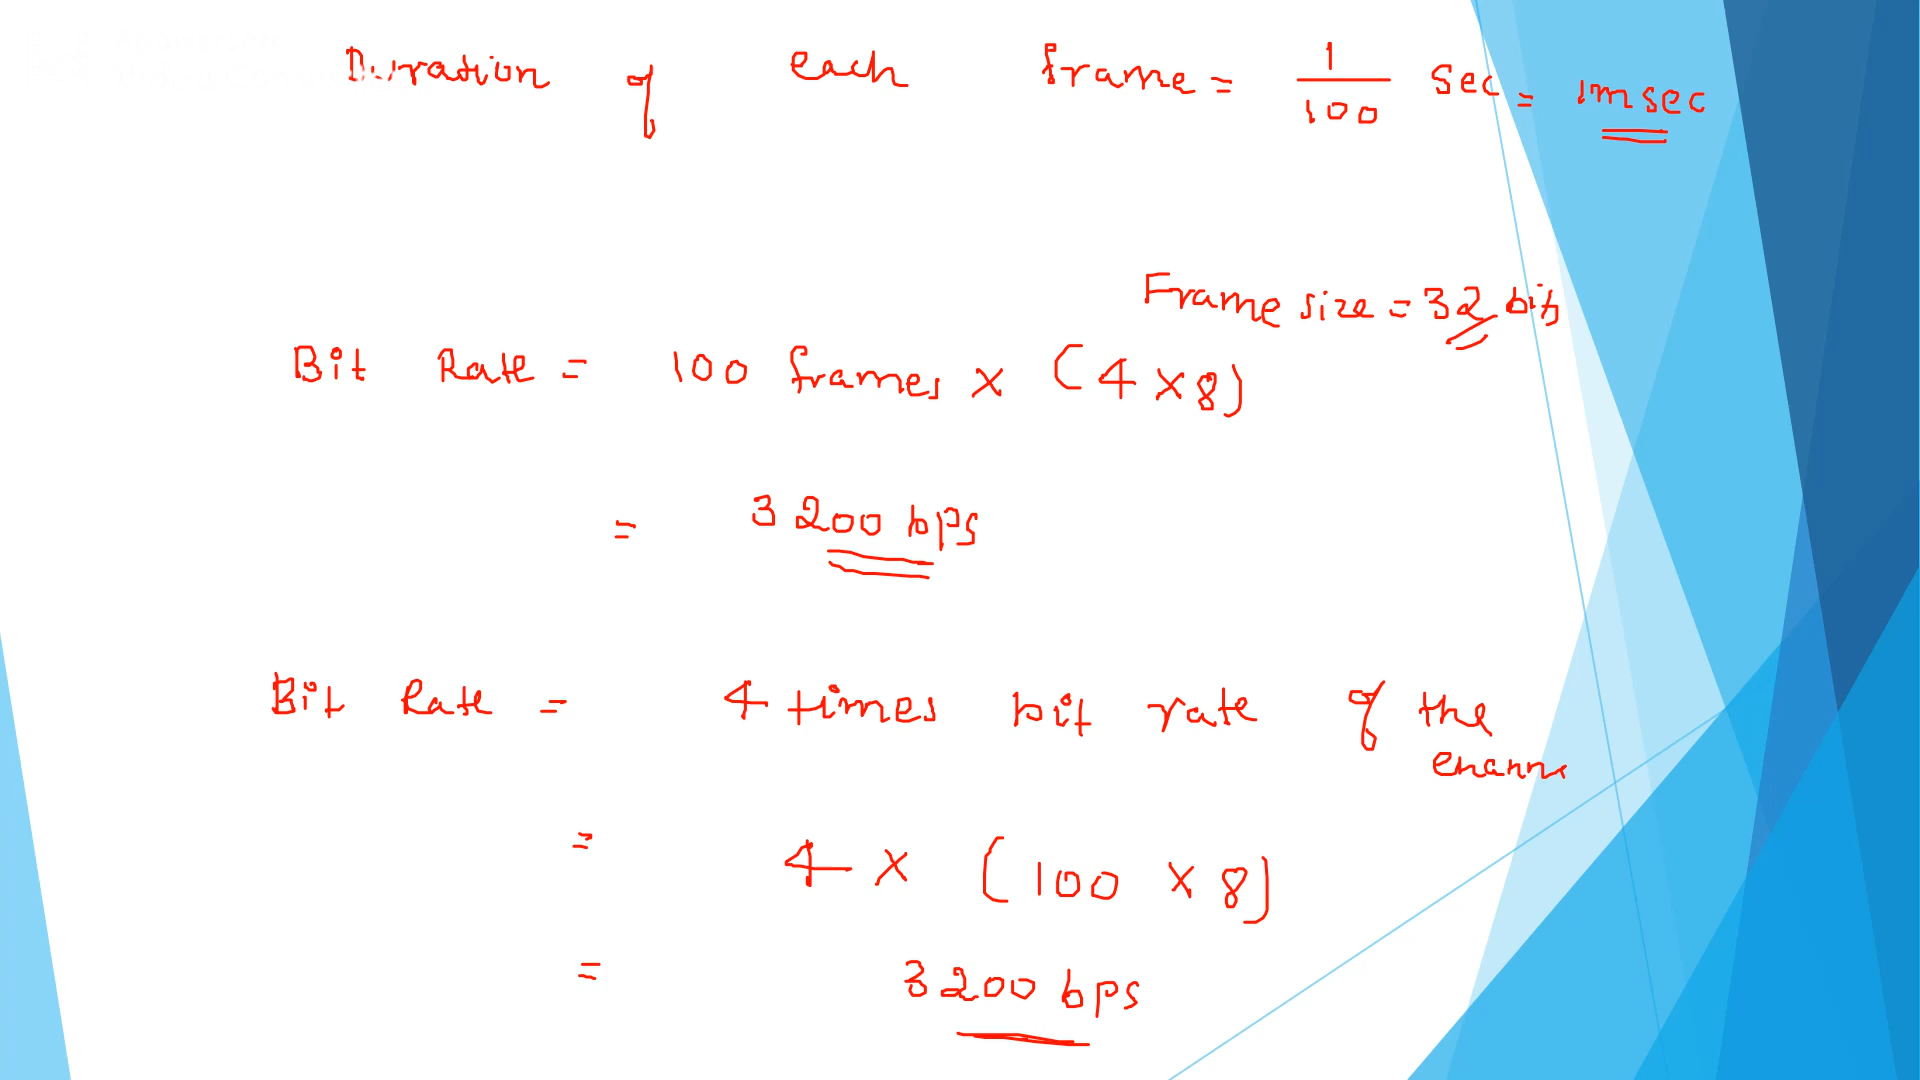 Duration of each frame = 1/100 sec = 1msec
Frame size = 32 bits
Bit Rate = 100 frames × (4 × 8)
= 3200 bps
Bit Rate = 4 times bit rate of the
channe
= 4 × (100 × 8)
= 3200 bps